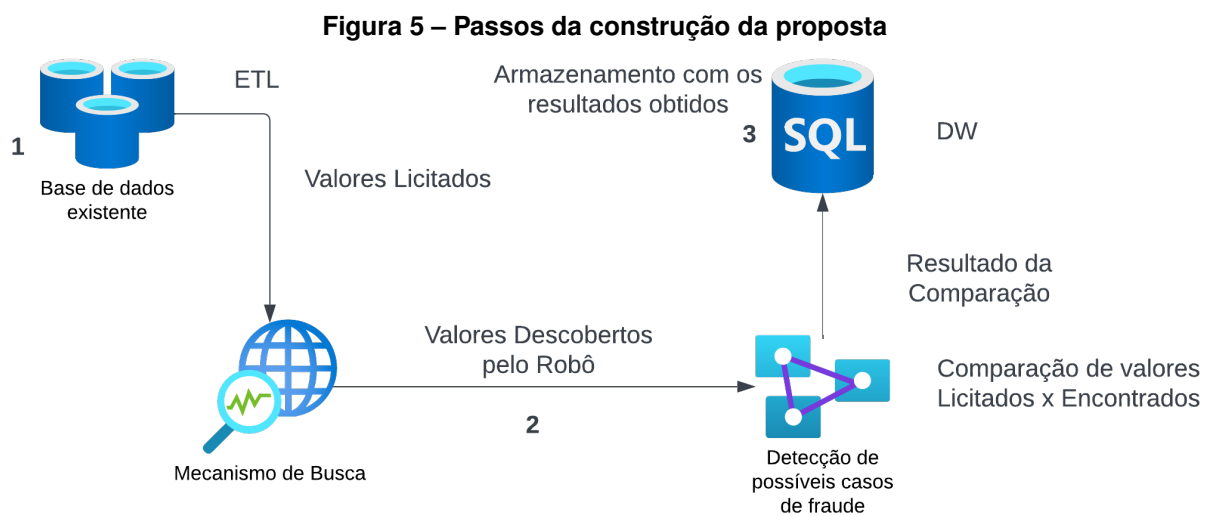 Figura 5 – Passos da construção da proposta
ETL
1
Base de dados
existente
Valores Licitados
Mecanismo de Busca
Valores Descobertos
pelo Robô
2
Armazenamento com os
resultados obtidos
3
SQL
DW
Resultado da
Comparação
Comparação de valores
Licitados x Encontrados
Detecção de
possíveis casos
de fraude